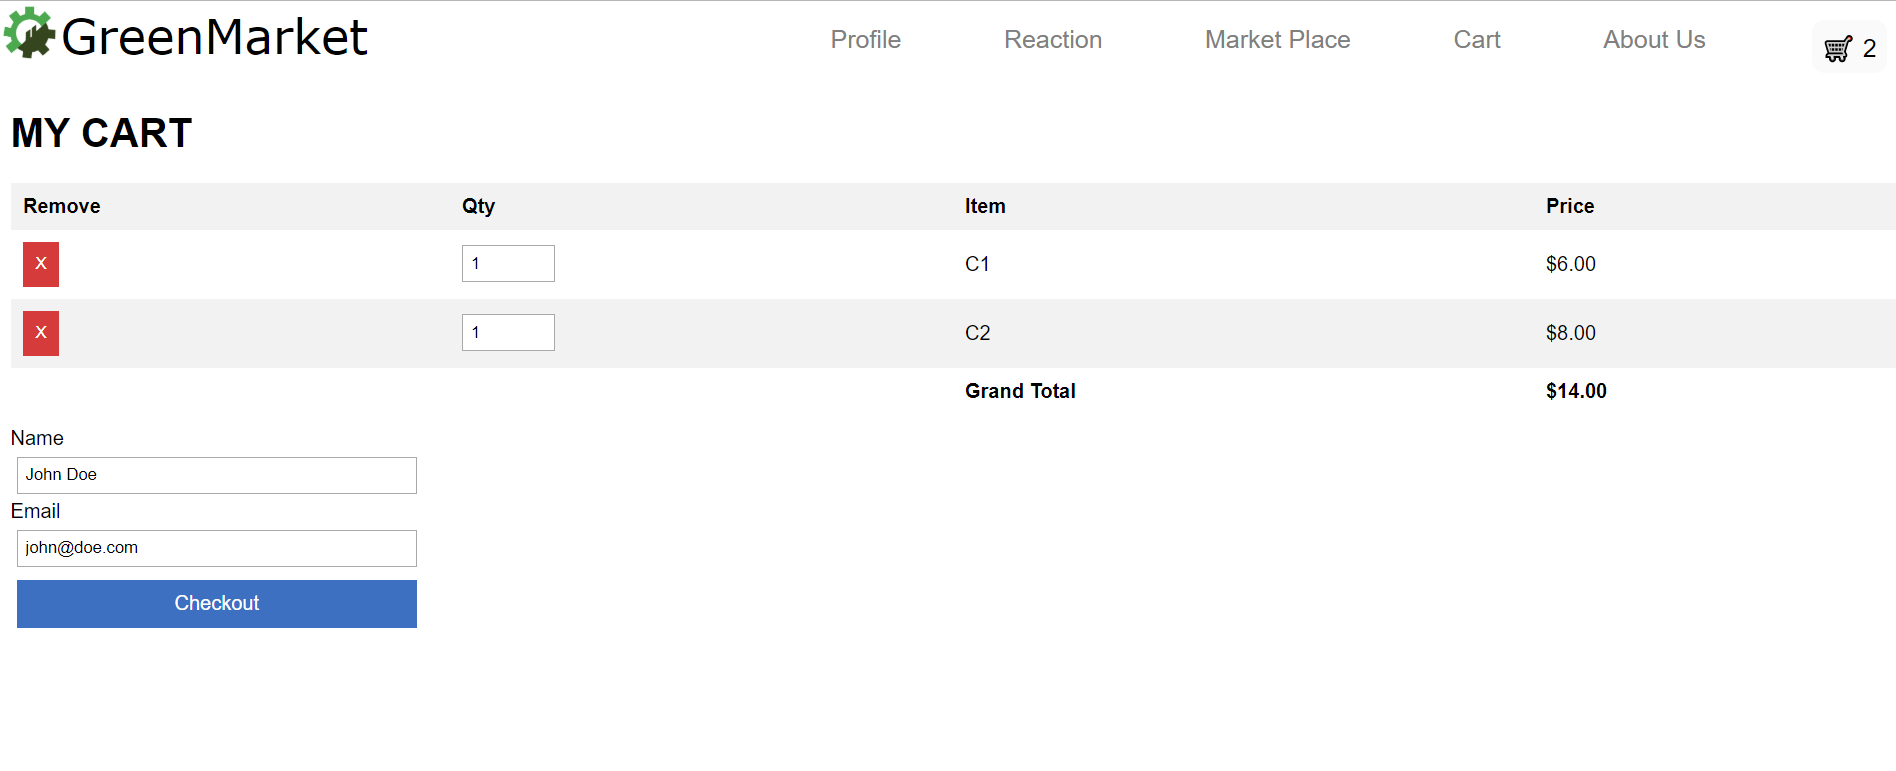 GreenMarket
Profile Reaction Market Place Cart About Us 2
MY CART
Remove Qty Item Price
X 1 C1 $6.00
X 1 C2 $8.00
Grand Total $14.00
Name
John Doe
Email
john@doe.com
Checkout